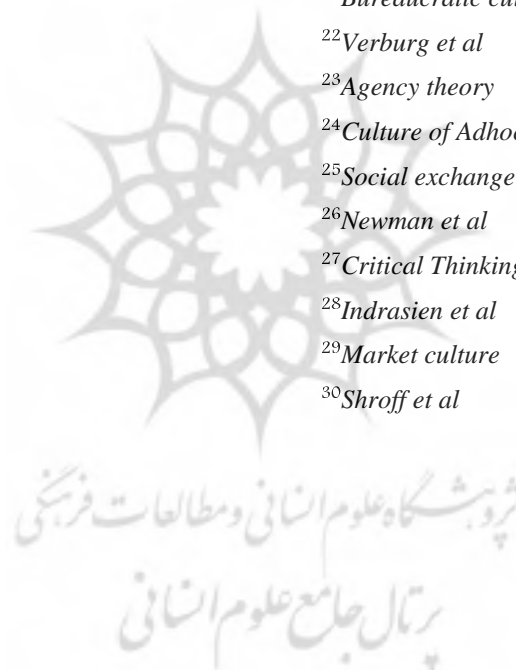 ²²Verburg et al
²³Agency theory
²⁴Culture of Adhoc
²⁵Social exchange
²⁶Newman et al
²⁷Critical Thinking
²⁸Indrasien et al
²⁹Market culture
³⁰Shroff et al
شگاه علوم انسانی و مطالعات فرهنگی
پرتال جامع علوم انسانی